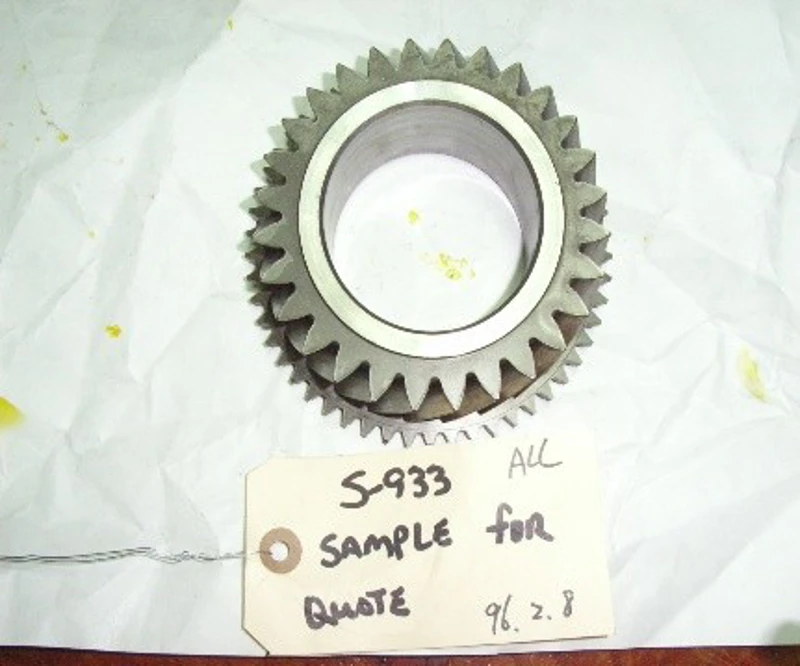 S-933 ALL
SAMPLE FOR
QUOTE 96.2.8